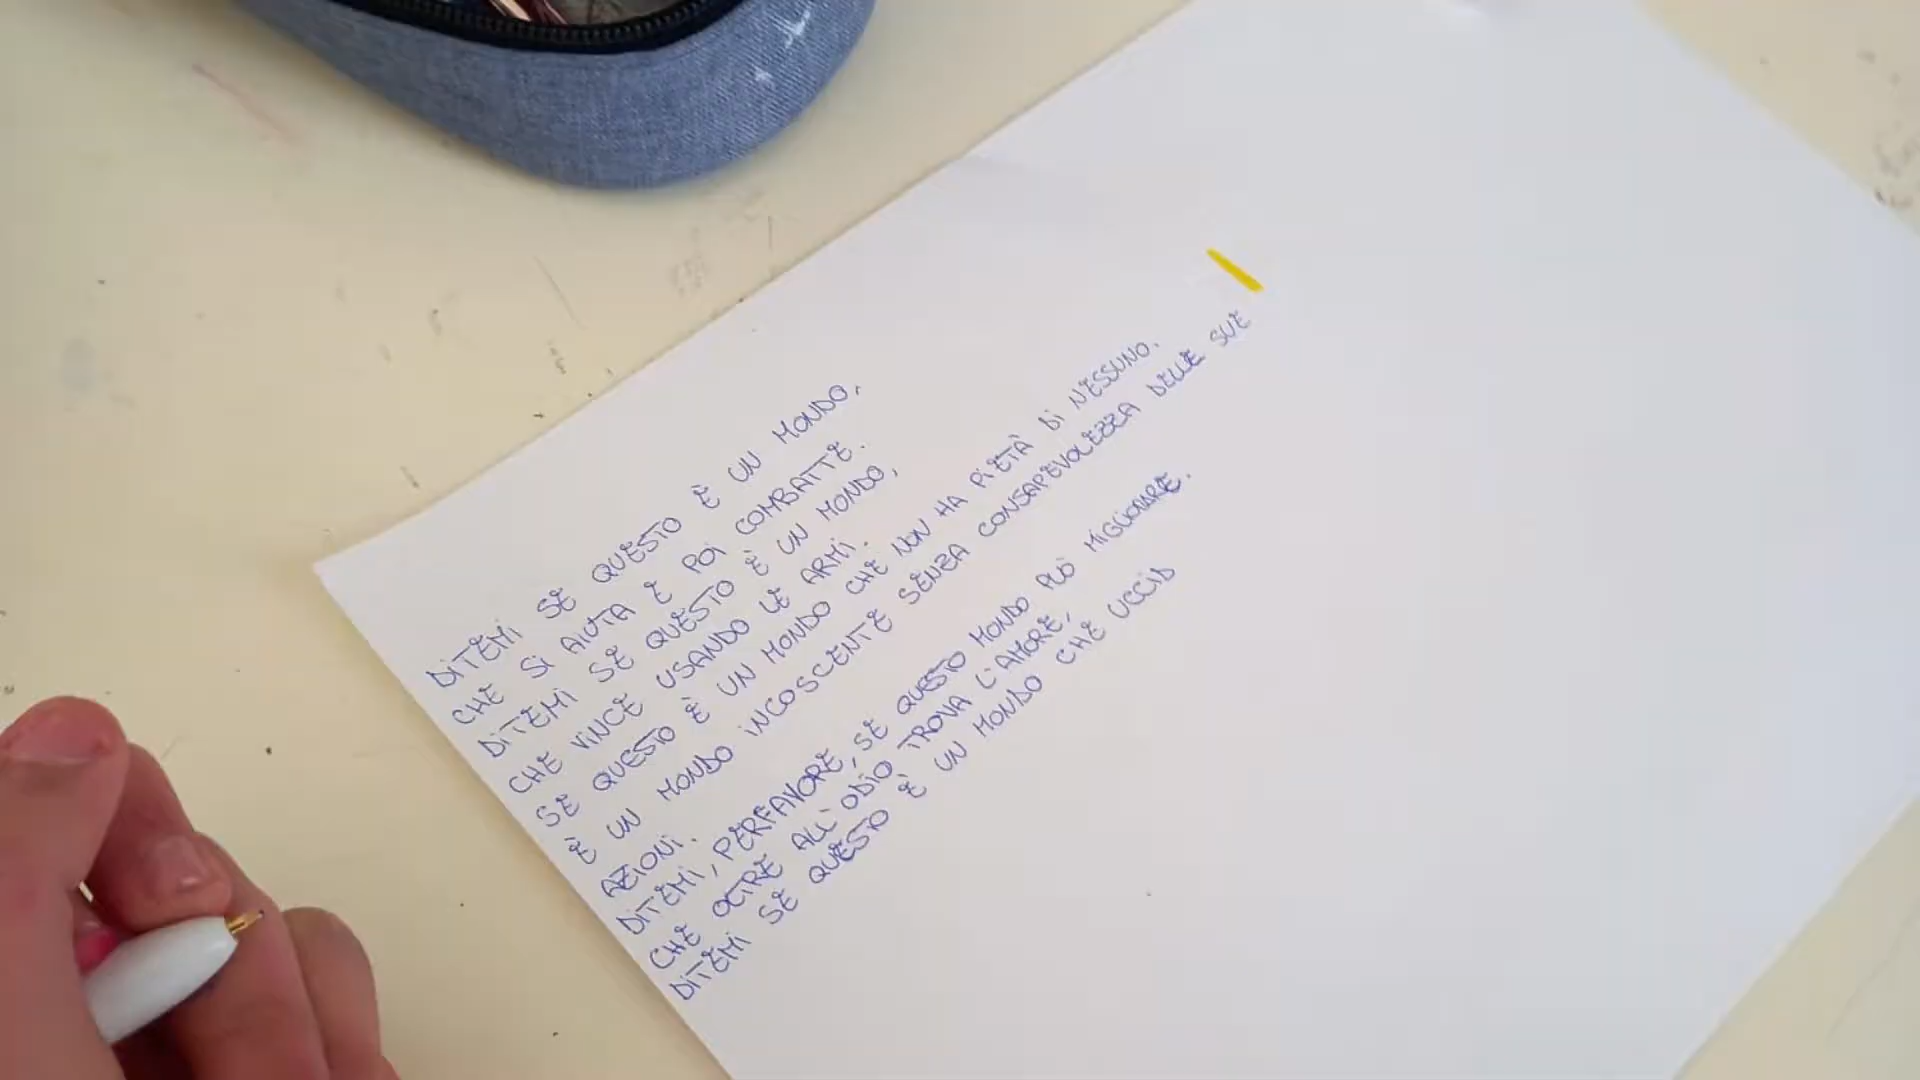 DiTEMi SE QUESTO È UN MONDO,
CHE Si AiUTA E POi COMBATTE.
DiTEMi SE QUESTO È UN MONDO,
CHE ViNCE USANDO LE ARMi.
SE QUESTO È UN MONDO CHE NON HA PiETÀ Di NESSUNO.
È UN MONDO iNCOSCENTE SENZA CONSAPEVOLEZZA DELLE SUE
AZIONi.
DiTEMi, PERFAVORE, SE QUESTO MONDO PUÒ MIGLIORARE.
CHE OLTRE ALL'ODIO TROVA L'AMORE,
DiTEMi SE QUESTO È UN MONDO CHE UCCiD